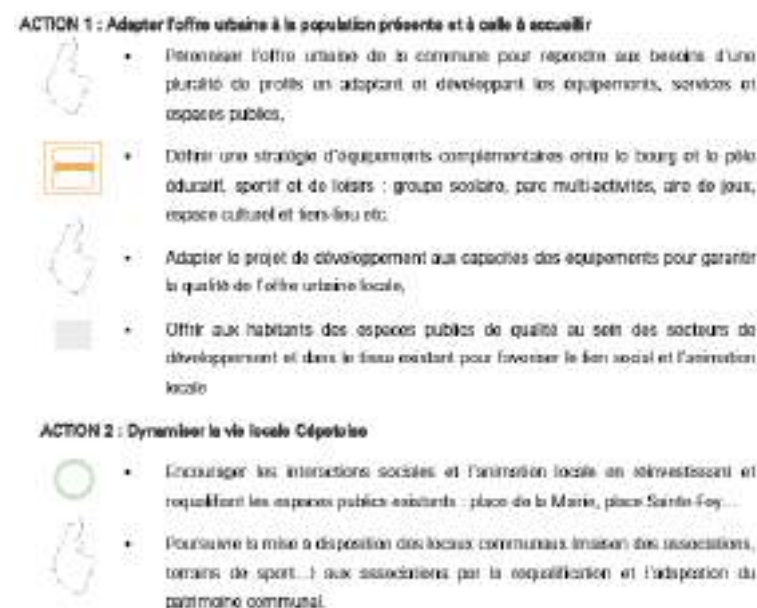 ACTION 1 : Adapter l'offre urbaine à la population présente et à celle à accueillir
• Pérenniser l'offre urbaine de la commune pour répondre aux besoins d'une
pluralité de profils en adaptant et développant les équipements, services et
espaces publics,
• Définir une stratégie d'équipements complémentaires entre le bourg et le pôle
éducatif, sportif et de loisirs : groupe scolaire, parc multi-activités, aire de jeux,
espace culturel et tiers-lieu etc.
• Adapter le projet de développement aux capacités des équipements pour garantir
la qualité de l'offre urbaine locale,
• Offrir aux habitants des espaces publics de qualité au sein des secteurs de
développement et dans le tissu existant pour favoriser le lien social et l'animation
locale
ACTION 2 : Dynamiser la vie locale Cépetoise
• Encourager les interactions sociales et l'animation locale en réinvestissant et
requalifiant les espaces publics existants : place de la Mairie, place Sainte-Foy...
• Poursuivre la mise à disposition des locaux communaux (maison des associations,
terrains de sport...) aux associations par la requalification et l'adaptation du
patrimoine communal.